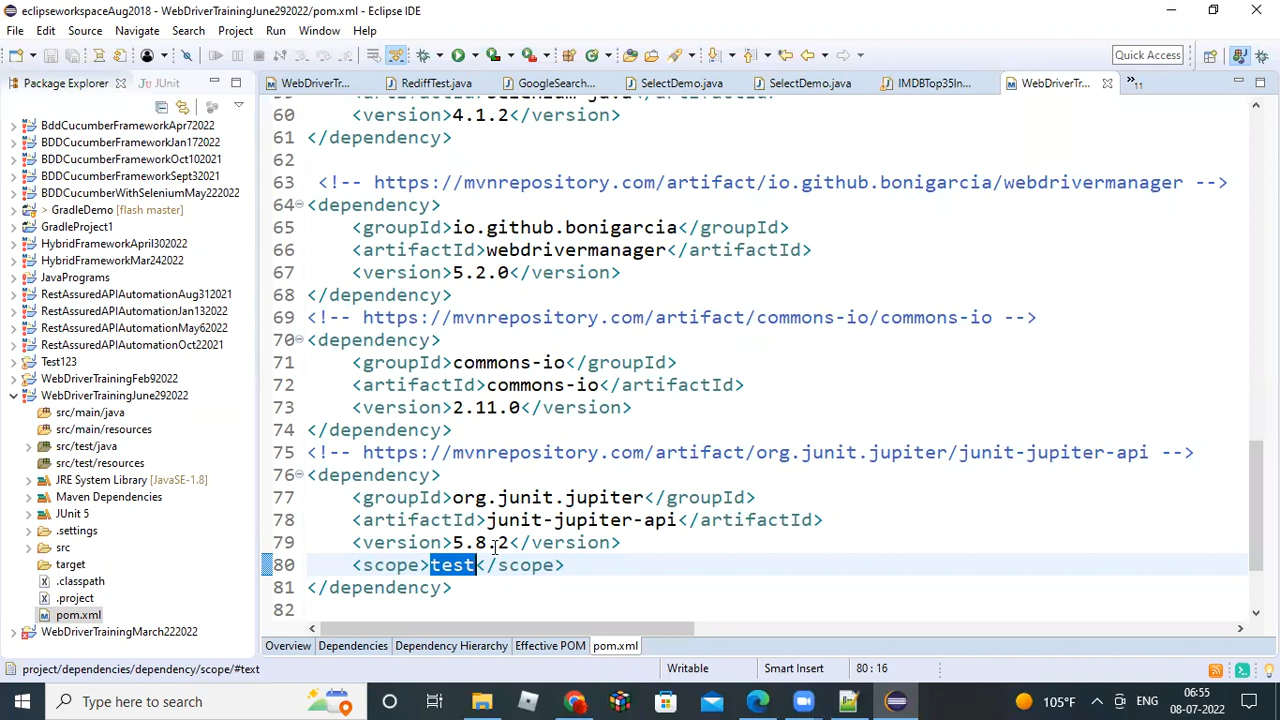 eclipseworkspaceAug2018 - WebDriverTrainingJune292022/pom.xml - Eclipse IDE
File Edit Source Navigate Search Project Run Window Help
Quick Access
Package Explorer JUnit
WebDriverTr... RediffTest.java GoogleSearch... SelectDemo.java SelectDemo.java IMDBTop35In... WebDriverTr... »11
BddCucumberFrameworkApr72022
BDDCucumberFrameworkJan172022
BDDCucumberFrameworkOct102021
BDDCucumberFrameworkSept32021
BDDCucumberWithSeleniumMay222022
> GradleDemo [flash master]
GradleProject1
HybridFrameworkApril302022
HybridFrameworkMar242022
JavaPrograms
RestAssuredAPIAutomationAug312021
RestAssuredAPIAutomationJan132022
RestAssuredAPIAutomationMay62022
RestAssuredAPIAutomationOct22021
Test123
WebDriverTrainingFeb92022
WebDriverTrainingJune292022
src/main/java
src/main/resources
src/test/java
src/test/resources
JRE System Library [JavaSE-1.8]
Maven Dependencies
JUnit 5
.settings
src
target
.classpath
.project
pom.xml
WebDriverTrainingMarch222022
60 <version>4.1.2</version>
61 </dependency>
62
63 <!-- https://mvnrepository.com/artifact/io.github.bonigarcia/webdrivermanager -->
64 <dependency>
65 <groupId>io.github.bonigarcia</groupId>
66 <artifactId>webdrivermanager</artifactId>
67 <version>5.2.0</version>
68 </dependency>
69 <!-- https://mvnrepository.com/artifact/commons-io/commons-io -->
70 <dependency>
71 <groupId>commons-io</groupId>
72 <artifactId>commons-io</artifactId>
73 <version>2.11.0</version>
74 </dependency>
75 <!-- https://mvnrepository.com/artifact/org.junit.jupiter/junit-jupiter-api -->
76 <dependency>
77 <groupId>org.junit.jupiter</groupId>
78 <artifactId>junit-jupiter-api</artifactId>
79 <version>5.8.2</version>
80 <scope>test</scope>
81 </dependency>
82
Overview Dependencies Dependency Hierarchy Effective POM pom.xml
project/dependencies/dependency/scope/#text Writable Smart Insert 80 : 16
Type here to search 105°F ENG 06:55
08-07-2022